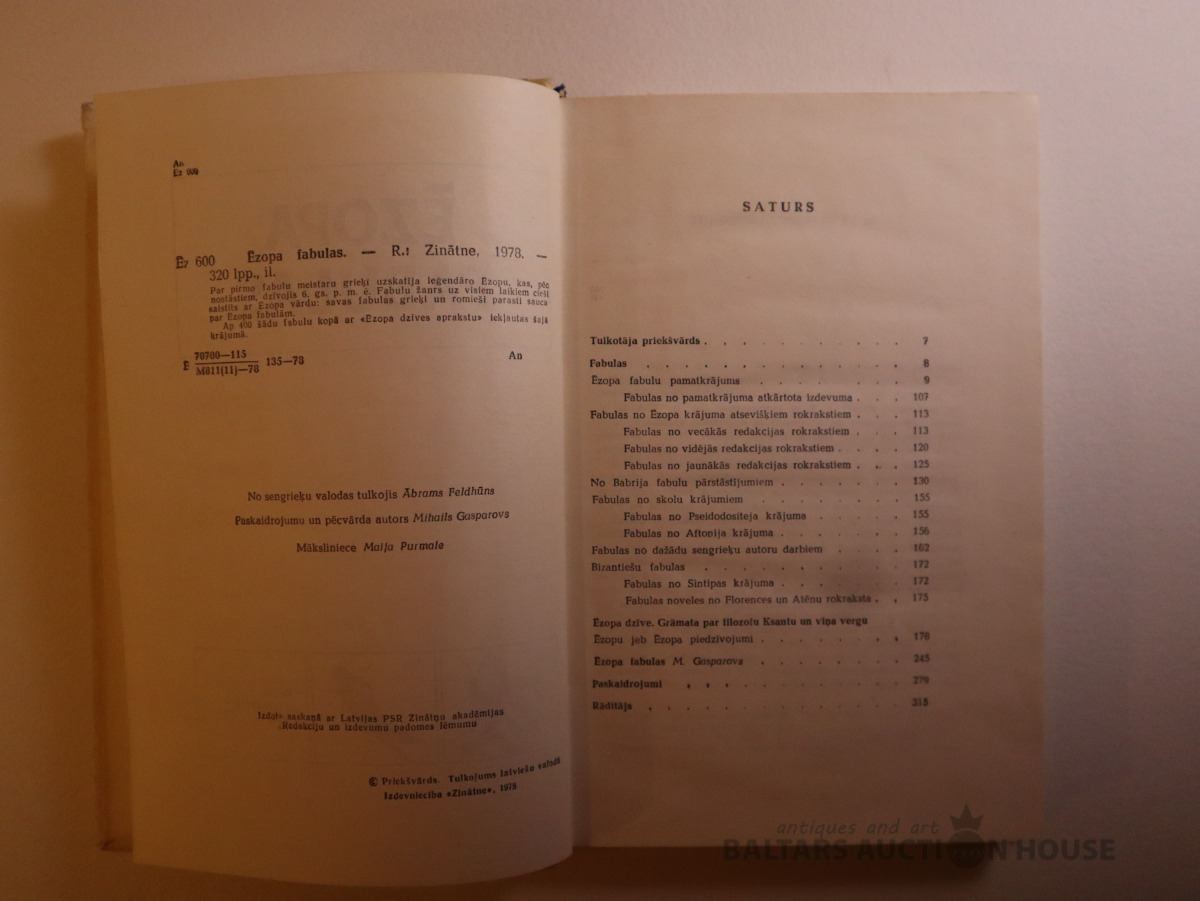 An
Ēz 600
Ēz 600 Ēzopa fabulas. — R.: Zinātne, 1978. —
320 lpp., il.
Par pirmo fabulu meistaru grieķi uzskatīja leģendāro Ēzopu, kas, pēc
nostāstiem, dzīvojis 6. gs. p. m. ē. Fabulu žanrs uz visiem laikiem cieši
saistīts ar Ēzopa vārdu: savas fabulas grieķi un romieši parasti sauca
par Ēzopa fabulām.
Ap 400 šādu fabulu kopā ar «Ēzopa dzīves aprakstu» iekļautas šajā
krājumā.
70700—115
M811(11)—78 135—78 An
No sengrieķu valodas tulkojis Ābrams Feldhūns
Paskaidrojumu un pēcvārda autors Mihails Gasparovs
Māksliniece Maija Purmale
Izdots saskaņā ar Latvijas PSR Zinātņu akadēmijas
Redakciju un izdevumu padomes lēmumu
© Priekšvārds. Tulkojums latviešu valodā
Izdevniecība «Zinātne», 1978
SATURS
Tulkotāja priekšvārds . . . . . . . . . . 7
Fabulas . . . . . . . . . . . . . 8
Ēzopa fabulu pamatkrājums . . . . . . . . 9
Fabulas no pamatkrājuma atkārtota izdevuma . . . 107
Fabulas no Ēzopa krājuma atsevišķiem rokrakstiem . . . 113
Fabulas no vecākās redakcijas rokrakstiem . . . 113
Fabulas no vidējās redakcijas rokrakstiem . . . . 120
Fabulas no jaunākās redakcijas rokrakstiem . . . 125
No Babrija fabulu pārstāstījumiem . . . . . . . 130
Fabulas no skolu krājumiem . . . . . . . . 155
Fabulas no Pseidodositeja krājuma . . . . . 155
Fabulas no Aftonija krājuma . . . . . . . 156
Fabulas no dažādu sengrieķu autoru darbiem . . . . 162
Bizantiešu fabulas . . . . . . . . . . 172
Fabulas no Sintipas krājuma . . . . . . . 172
Fabulas noveles no Florences un Atēnu rokraksta . . 175
Ēzopa dzīve. Grāmata par filozofu Ksantu un viņa vergu
Ēzopu jeb Ēzopa piedzīvojumi . . . . . . . . 178
Ēzopa fabulas M. Gasparovs . . . . . . . . 245
Paskaidrojumi . . . . . . . . . . . 279
Rādītājs . . . . . . . . . . . . . 315
antiques and art
BALTARS AUCTION HOUSE